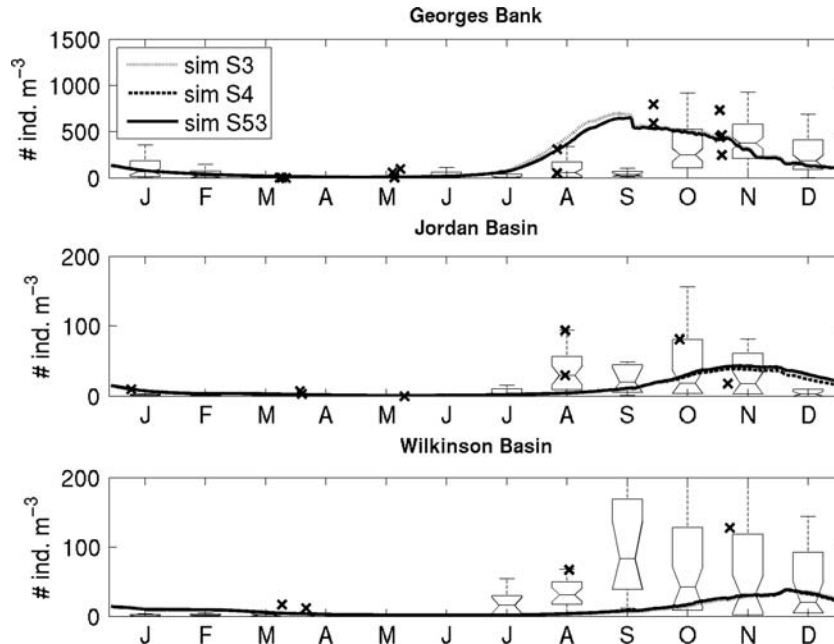 Georges Bank
# ind. m⁻³
1500
1000
500
0
sim S3
sim S4
sim S53
J F M A M J J A S O N D
Jordan Basin
# ind. m⁻³
200
100
0
J F M A M J J A S O N D
Wilkinson Basin
# ind. m⁻³
200
100
0
J F M A M J J A S O N D